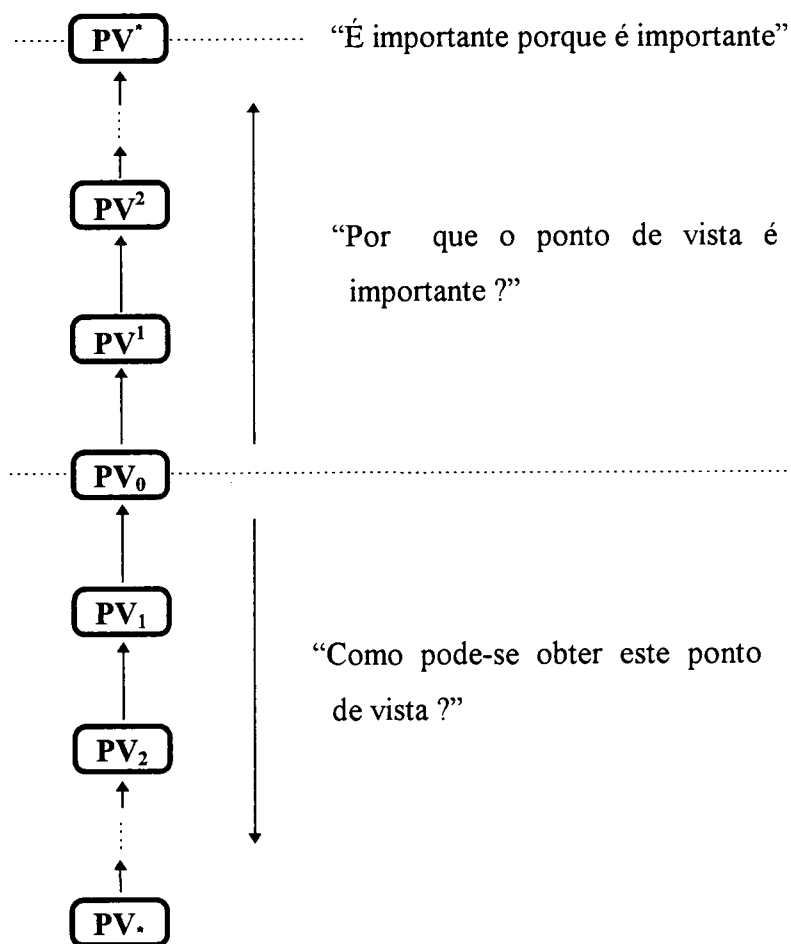 PV* “É importante porque é importante”
PV²
“Por que o ponto de vista é
importante ?”
PV¹
PV₀
PV₁
“Como pode-se obter este ponto
de vista ?”
PV₂
PV*